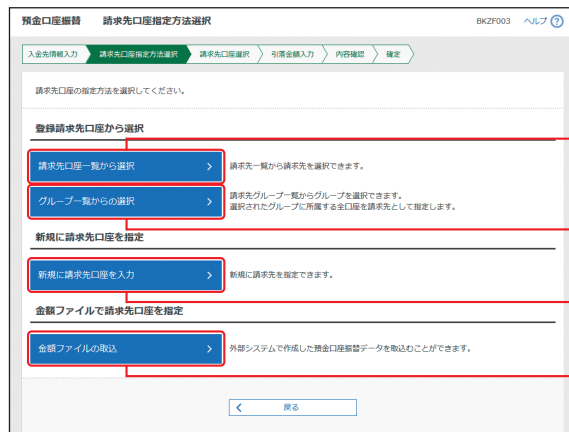 預金口座振替 請求先口座指定方法選択 BKZF003 ヘルプ ?
入金先情報入力 請求先口座指定方法選択 請求先口座選択 引落金額入力 内容確認 確定
請求先口座の指定方法を選択してください。
登録請求先口座から選択
請求先口座一覧から選択 請求先一覧から請求先を選択できます。
グループ一覧からの選択 請求先グループ一覧からグループを選択できます。
選択されたグループに所属する全口座を請求先として指定します。
新規に請求先口座を指定
新規に請求先口座を入力 新規に請求先を指定できます。
金額ファイルで請求先口座を指定
金額ファイルの取込 外部システムで作成した預金口座振替データを取込むことができます。
戻る